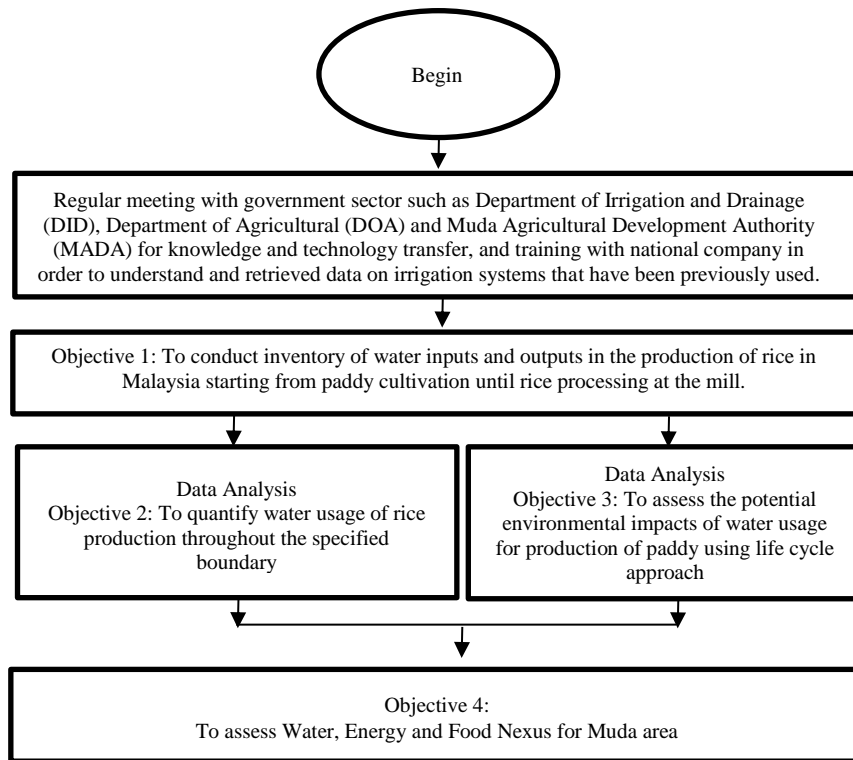 Begin
Regular meeting with government sector such as Department of Irrigation and Drainage
(DID), Department of Agricultural (DOA) and Muda Agricultural Development Authority
(MADA) for knowledge and technology transfer, and training with national company in
order to understand and retrieved data on irrigation systems that have been previously used.
Objective 1: To conduct inventory of water inputs and outputs in the production of rice in
Malaysia starting from paddy cultivation until rice processing at the mill.
Data Analysis
Objective 2: To quantify water usage of rice
production throughout the specified
boundary
Data Analysis
Objective 3: To assess the potential
environmental impacts of water usage
for production of paddy using life cycle
approach
Objective 4:
To assess Water, Energy and Food Nexus for Muda area